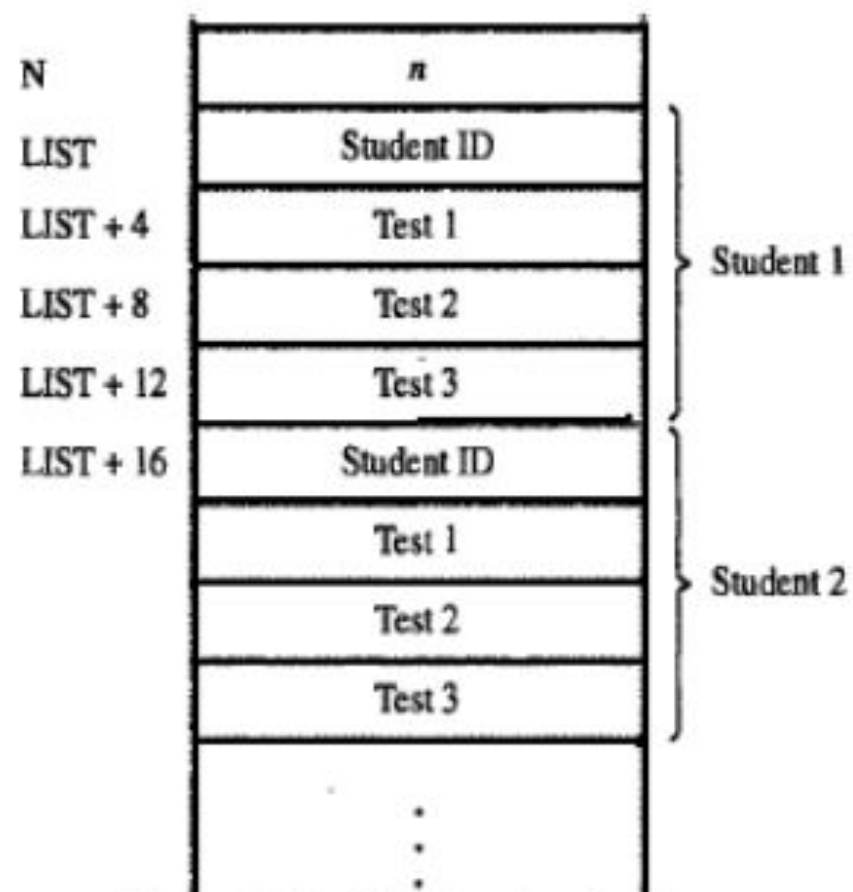 N n
LIST Student ID
LIST + 4 Test 1
Student 1
LIST + 8 Test 2
LIST + 12 Test 3
LIST + 16 Student ID
Test 1
Student 2
Test 2
Test 3